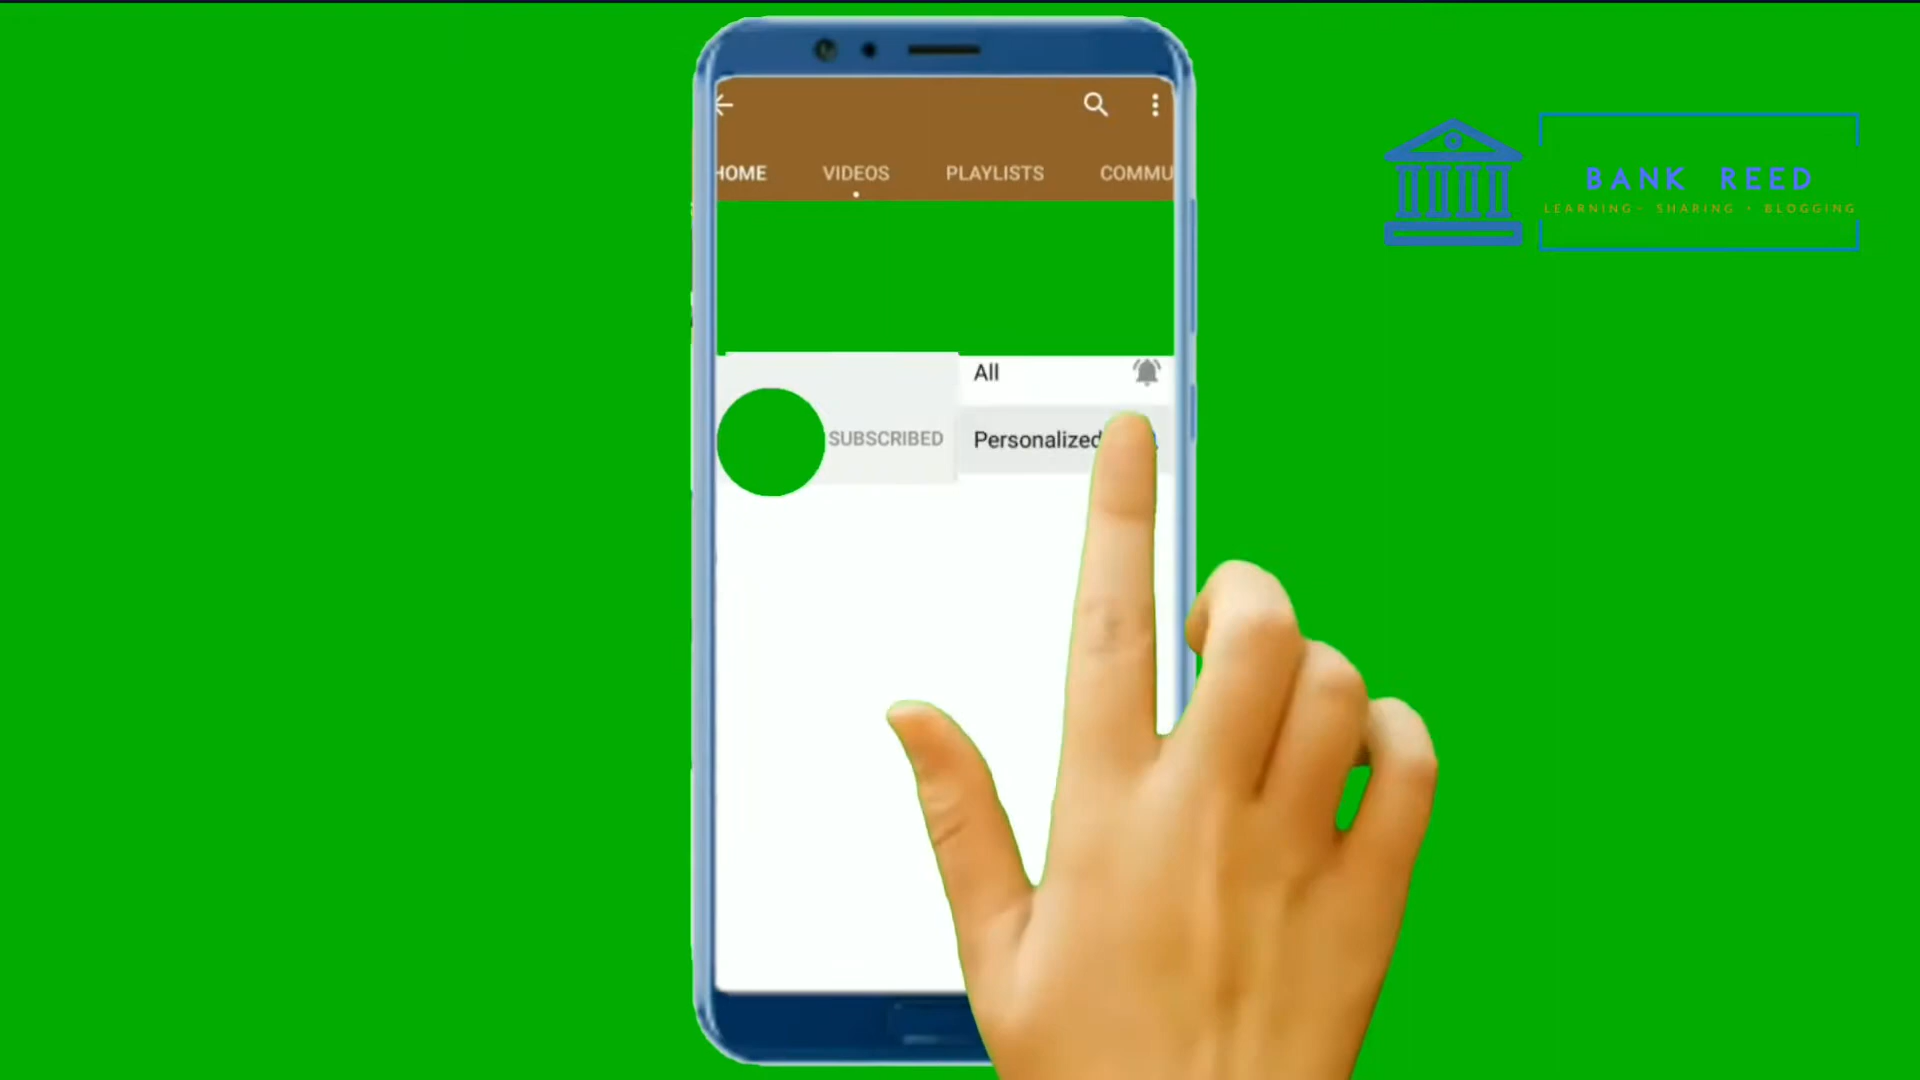 HOME VIDEOS PLAYLISTS COMMU
All
SUBSCRIBED Personalized
BANK REED
LEARNING • SHARING • BLOGGING